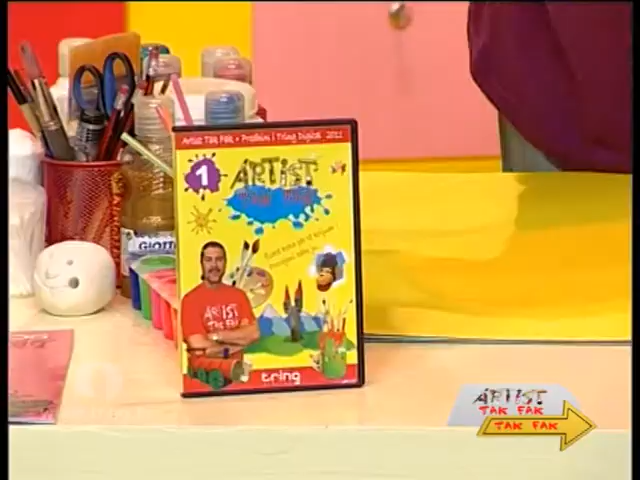 Artist Tak Fak • Prodhim i Tring Digital 2011
1
ARTIST
TAK FAK
ARTIST
TAK FAK
tring
GIOTTO
ARTIST
TAK FAK
TAK FAK